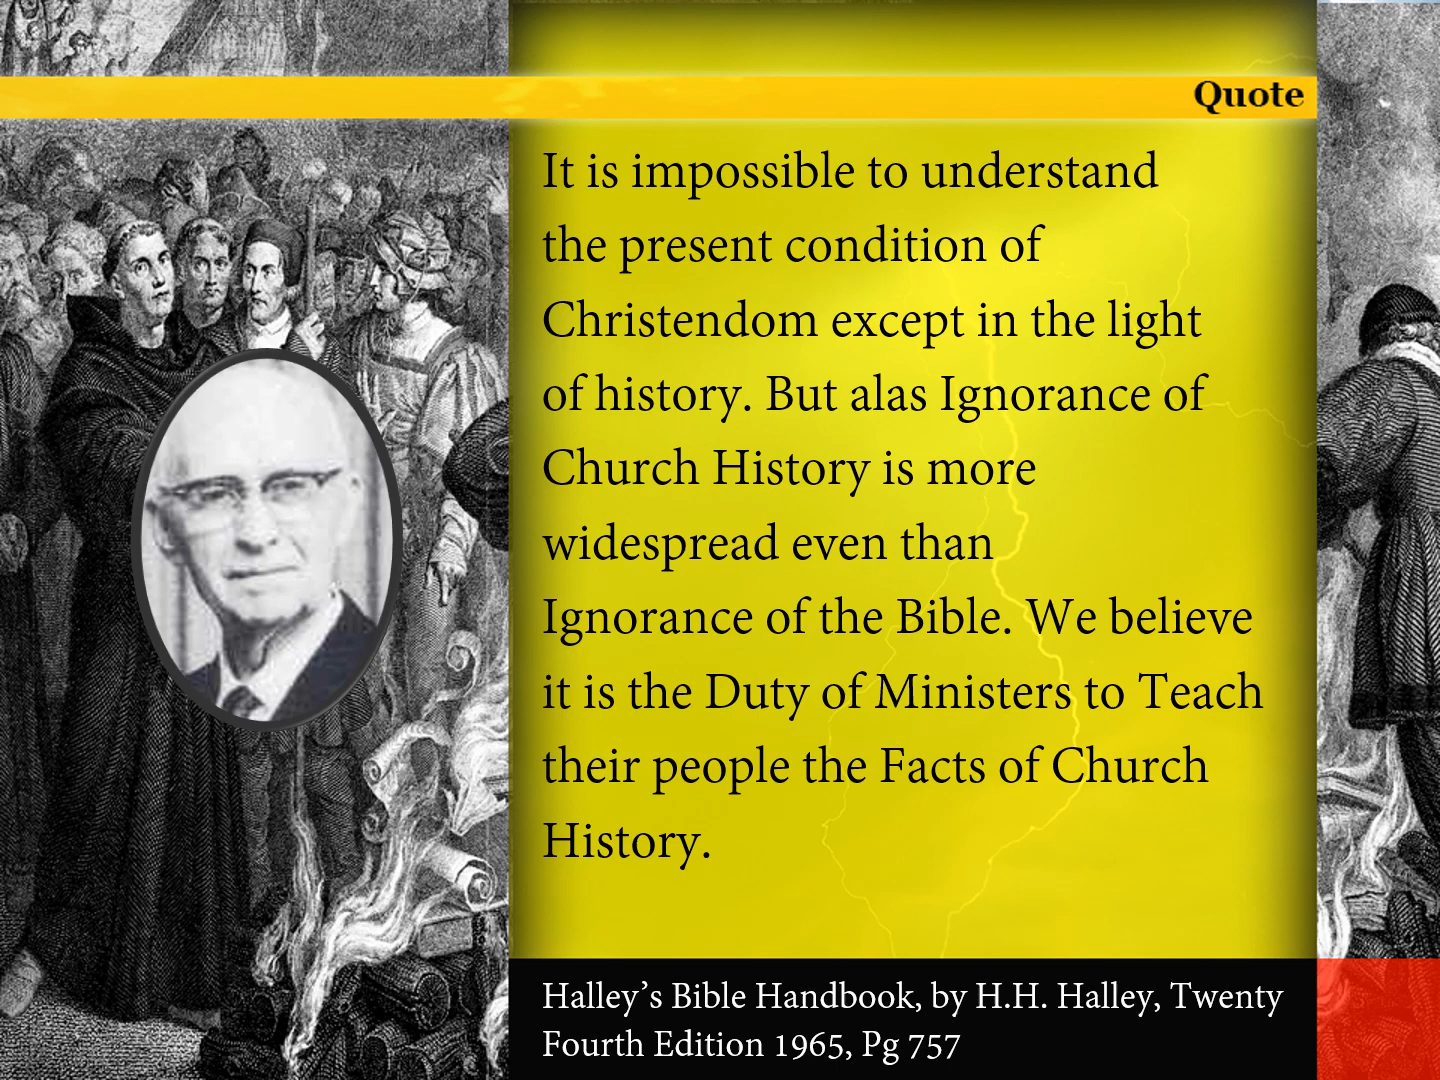 Quote
It is impossible to understand
the present condition of
Christendom except in the light
of history. But alas Ignorance of
Church History is more
widespread even than
Ignorance of the Bible. We believe
it is the Duty of Ministers to Teach
their people the Facts of Church
History.
Halley’s Bible Handbook, by H.H. Halley, Twenty
Fourth Edition 1965, Pg 757